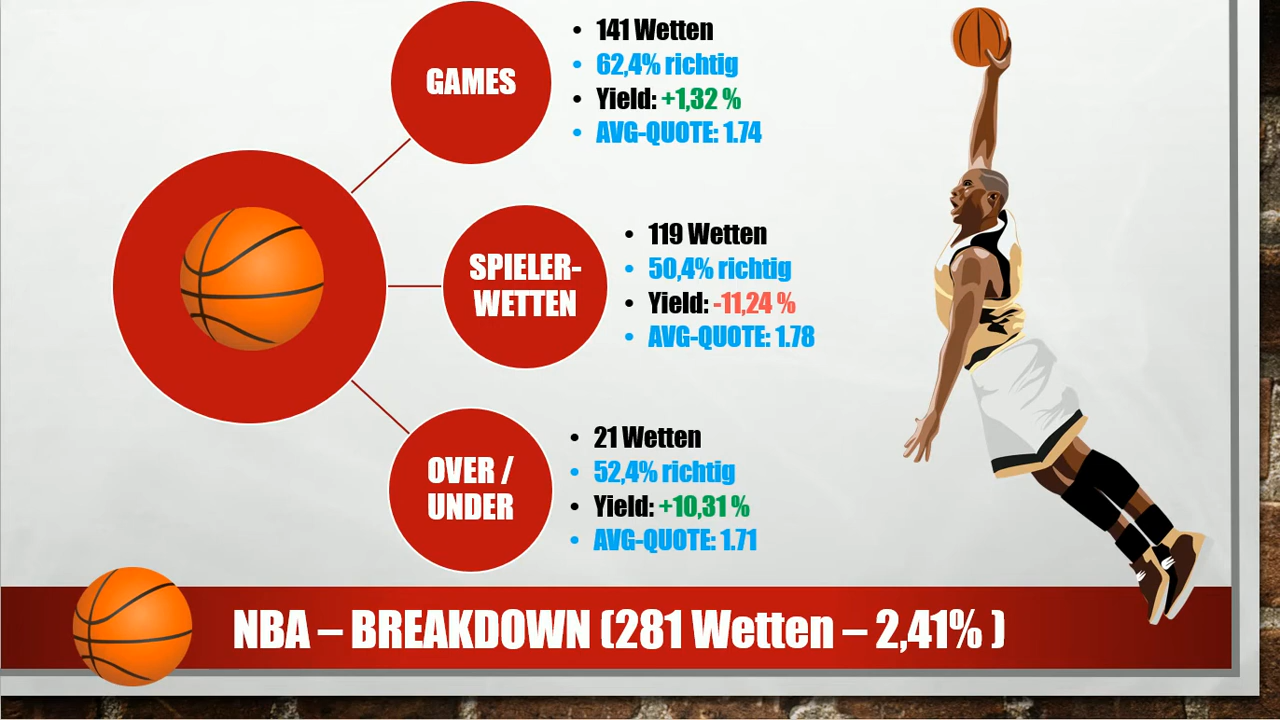 GAMES
• 141 Wetten
• 62,4% richtig
• Yield: +1,32 %
• AVG-QUOTE: 1.74
SPIELER-
WETTEN
• 119 Wetten
• 50,4% richtig
• Yield: -11,24 %
• AVG-QUOTE: 1.78
OVER /
UNDER
• 21 Wetten
• 52,4% richtig
• Yield: +10,31 %
• AVG-QUOTE: 1.71
NBA – BREAKDOWN (281 Wetten – 2,41% )